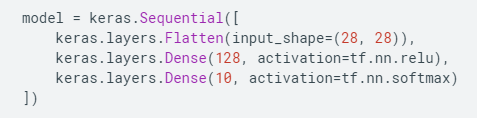 model = keras.Sequential([
    keras.layers.Flatten(input_shape=(28, 28)),
    keras.layers.Dense(128, activation=tf.nn.relu),
    keras.layers.Dense(10, activation=tf.nn.softmax)
])